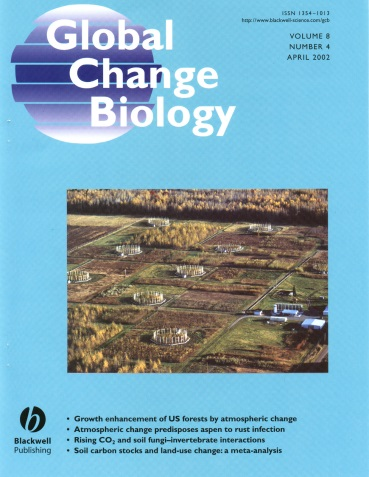 ISSN 1354–1013
http://www.blackwell-science.com/gcb
Global
Change
Biology
VOLUME 8
NUMBER 4
APRIL 2002
• Growth enhancement of US forests by atmospheric change
• Atmospheric change predisposes aspen to rust infection
• Rising CO₂ and soil fungi–invertebrate interactions
• Soil carbon stocks and land-use change: a meta-analysis
b
Blackwell
Publishing